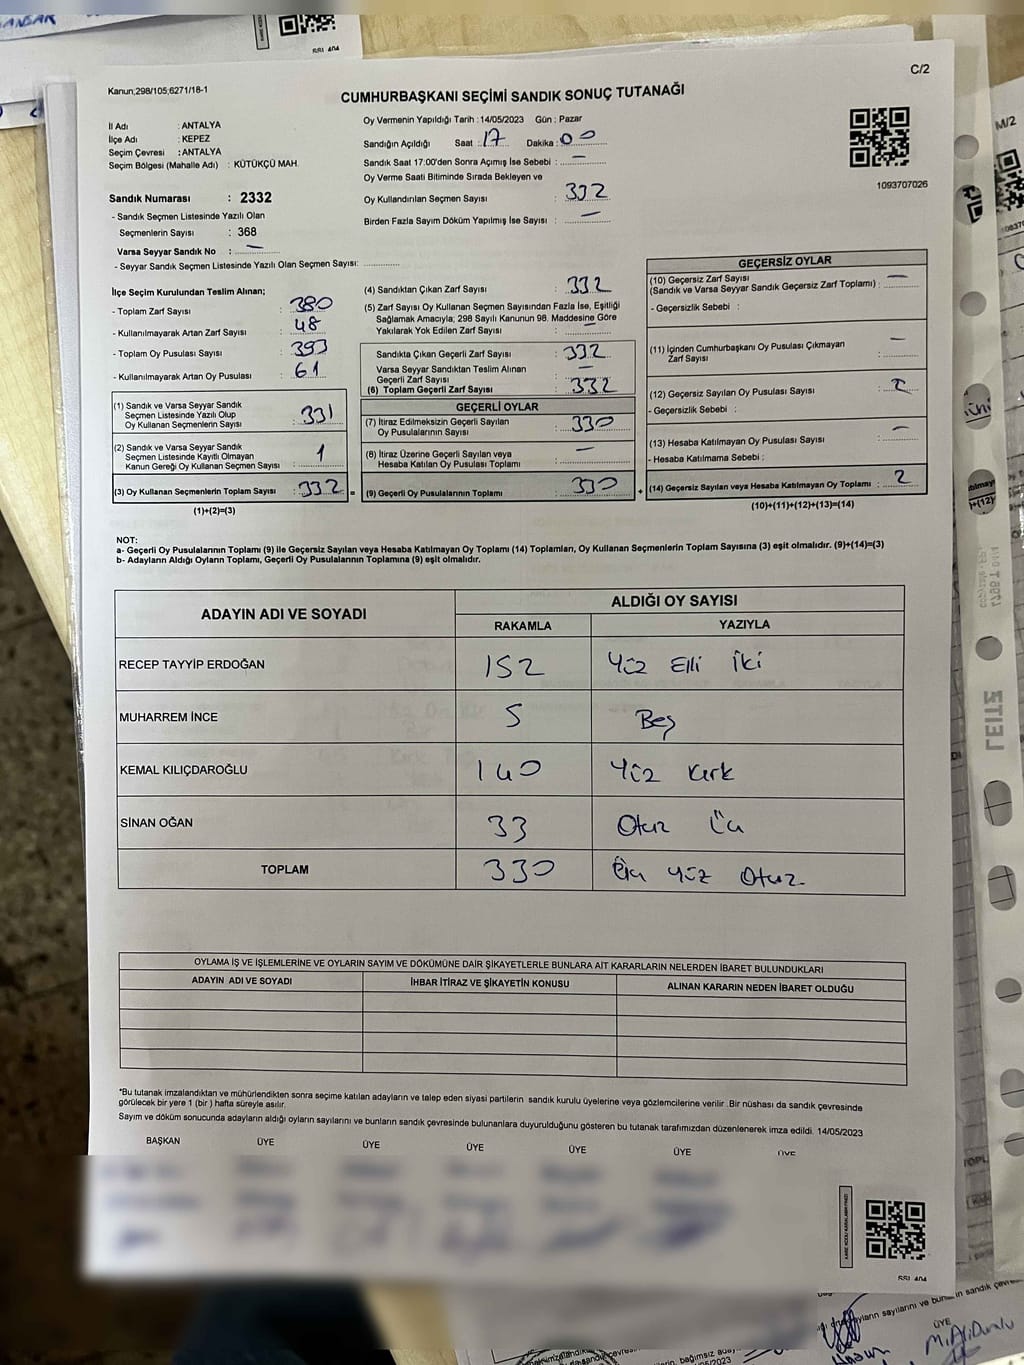 C/2
Kanun;298/105;6271/18-1
CUMHURBAŞKANI SEÇİMİ SANDIK SONUÇ TUTANAĞI
İl Adı : ANTALYA
İlçe Adı : KEPEZ
Seçim Çevresi : ANTALYA
Seçim Bölgesi (Mahalle Adı) : KÜTÜKÇÜ MAH.
Sandık Numarası : 2332
- Sandık Seçmen Listesinde Yazılı Olan
Seçmenlerin Sayısı : 368
Varsa Seyyar Sandık No : —
- Seyyar Sandık Seçmen Listesinde Yazılı Olan Seçmen Sayısı: ............
Oy Vermenin Yapıldığı Tarih : 14/05/2023 Gün : Pazar
Sandığın Açıldığı Saat : 17 Dakika : 00
Sandık Saat 17:00'den Sonra Açımış İse Sebebi : —
Oy Verme Saati Bitiminde Sırada Bekleyen ve
Oy Kullandırılan Seçmen Sayısı : 332
Birden Fazla Sayım Döküm Yapılmış İse Sayısı : —
1093707026
İlçe Seçim Kurulundan Teslim Alınan;
- Toplam Zarf Sayısı : 380
- Kullanılmayarak Artan Zarf Sayısı : 48
- Toplam Oy Pusulası Sayısı : 393
- Kullanılmayarak Artan Oy Pusulası : 61
(1) Sandık ve Varsa Seyyar Sandık
Seçmen Listesinde Yazılı Olup
Oy Kullanan Seçmenlerin Sayısı : 331
(2) Sandık ve Varsa Seyyar Sandık
Seçmen Listesinde Kayıtlı Olmayan
Kanun Gereği Oy Kullanan Seçmen Sayısı : 1
(3) Oy Kullanan Seçmenlerin Toplam Sayısı : 332 =
(1)+(2)=(3)
(4) Sandıktan Çıkan Zarf Sayısı : 332
(5) Zarf Sayısı Oy Kullanan Seçmen Sayısından Fazla İse, Eşitliği
Sağlamak Amacıyla; 298 Sayılı Kanunun 98. Maddesine Göre
Yakılarak Yok Edilen Zarf Sayısı : —
Sandıkta Çıkan Geçerli Zarf Sayısı : 332
Varsa Seyyar Sandıktan Teslim Alınan
Geçerli Zarf Sayısı : —
(6) Toplam Geçerli Zarf Sayısı : 332
GEÇERLİ OYLAR
(7) İtiraz Edilmeksizin Geçerli Sayılan
Oy Pusulalarının Sayısı : 330
(8) İtiraz Üzerine Geçerli Sayılan veya
Hesaba Katılan Oy Pusulası Toplamı : —
(9) Geçerli Oy Pusulalarının Toplamı : 330 +
GEÇERSİZ OYLAR
(10) Geçersiz Zarf Sayısı
(Sandık ve Varsa Seyyar Sandık Geçersiz Zarf Toplamı) : —
- Geçersizlik Sebebi :
(11) İçinden Cumhurbaşkanı Oy Pusulası Çıkmayan
Zarf Sayısı : —
(12) Geçersiz Sayılan Oy Pusulası Sayısı : 2
- Geçersizlik Sebebi :
(13) Hesaba Katılmayan Oy Pusulası Sayısı : —
- Hesaba Katılmama Sebebi :
(14) Geçersiz Sayılan veya Hesaba Katılmayan Oy Toplamı : 2
(10)+(11)+(12)+(13)=(14)
NOT:
a- Geçerli Oy Pusulalarının Toplamı (9) ile Geçersiz Sayılan veya Hesaba Katılmayan Oy Toplamı (14) Toplamları, Oy Kullanan Seçmenlerin Toplam Sayısına (3) eşit olmalıdır. (9)+(14)=(3)
b- Adayların Aldığı Oyların Toplamı, Geçerli Oy Pusulalarının Toplamına (9) eşit olmalıdır.
ADAYIN ADI VE SOYADI
ALDIĞI OY SAYISI
RAKAMLA YAZIYLA
RECEP TAYYİP ERDOĞAN 152 Yüz Elli İki
MUHARREM İNCE 5 Beş
KEMAL KILIÇDAROĞLU 140 Yüz Kırk
SİNAN OĞAN 33 Otuz Üç
TOPLAM 330 Yüz Otuz
OYLAMA İŞ VE İŞLEMLERİNE VE OYLARIN SAYIM VE DÖKÜMÜNE DAİR ŞİKAYETLERLE BUNLARA AİT KARARLARIN NELERDEN İBARET BULUNDUKLARI
ADAYIN ADI VE SOYADI İHBAR İTİRAZ VE ŞİKAYETİN KONUSU ALINAN KARARIN NEDEN İBARET OLDUĞU
*Bu tutanak imzalandıktan ve mühürlendikten sonra seçime katılan adayların ve talep eden siyasi partilerin sandık kurulu üyelerine veya gözlemcilerine verilir. Bir nüshası da sandık çevresinde
görülecek bir yere 1 (bir ) hafta süreyle asılır.
Sayım ve döküm sonucunda adayların aldığı oyların sayılarını ve bunların sandık çevresinde bulunanlara duyurulduğunu gösteren bu tutanak tarafımızdan düzenlenerek imza edildi. 14/05/2023
BAŞKAN ÜYE ÜYE ÜYE ÜYE ÜYE ÜYE
M/2
LEITZ
ÜYE